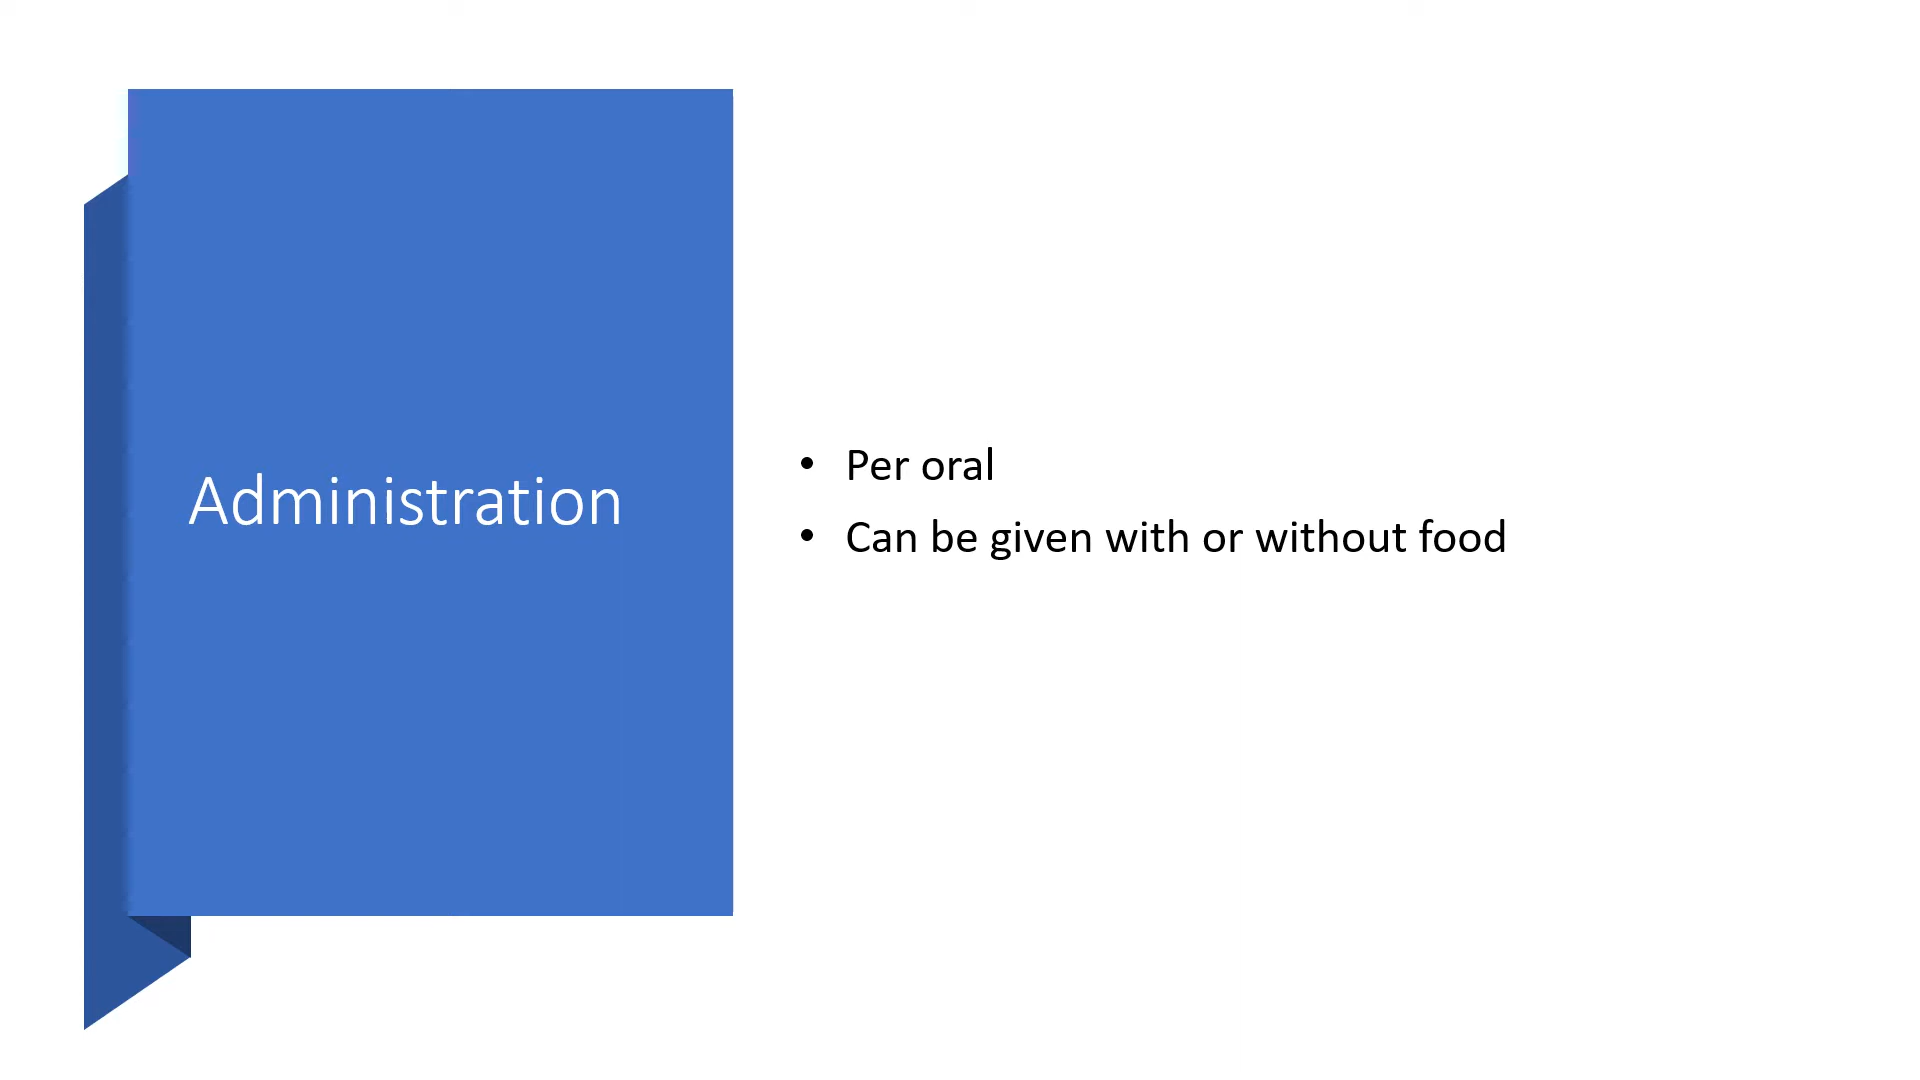 Administration
• Per oral
• Can be given with or without food